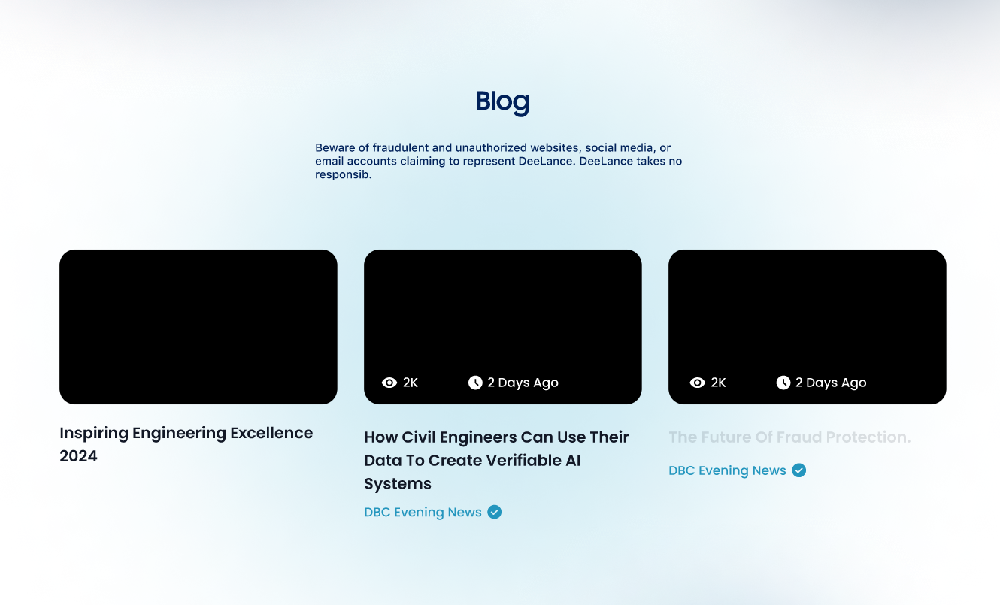 Blog
Beware of fraudulent and unauthorized websites, social media, or
email accounts claiming to represent DeeLance. DeeLance takes no
responsib.
2K
2 Days Ago
2K
2 Days Ago
Inspiring Engineering Excellence
2024
How Civil Engineers Can Use Their
Data To Create Verifiable AI
Systems
DBC Evening News
The Future Of Fraud Protection.
DBC Evening News